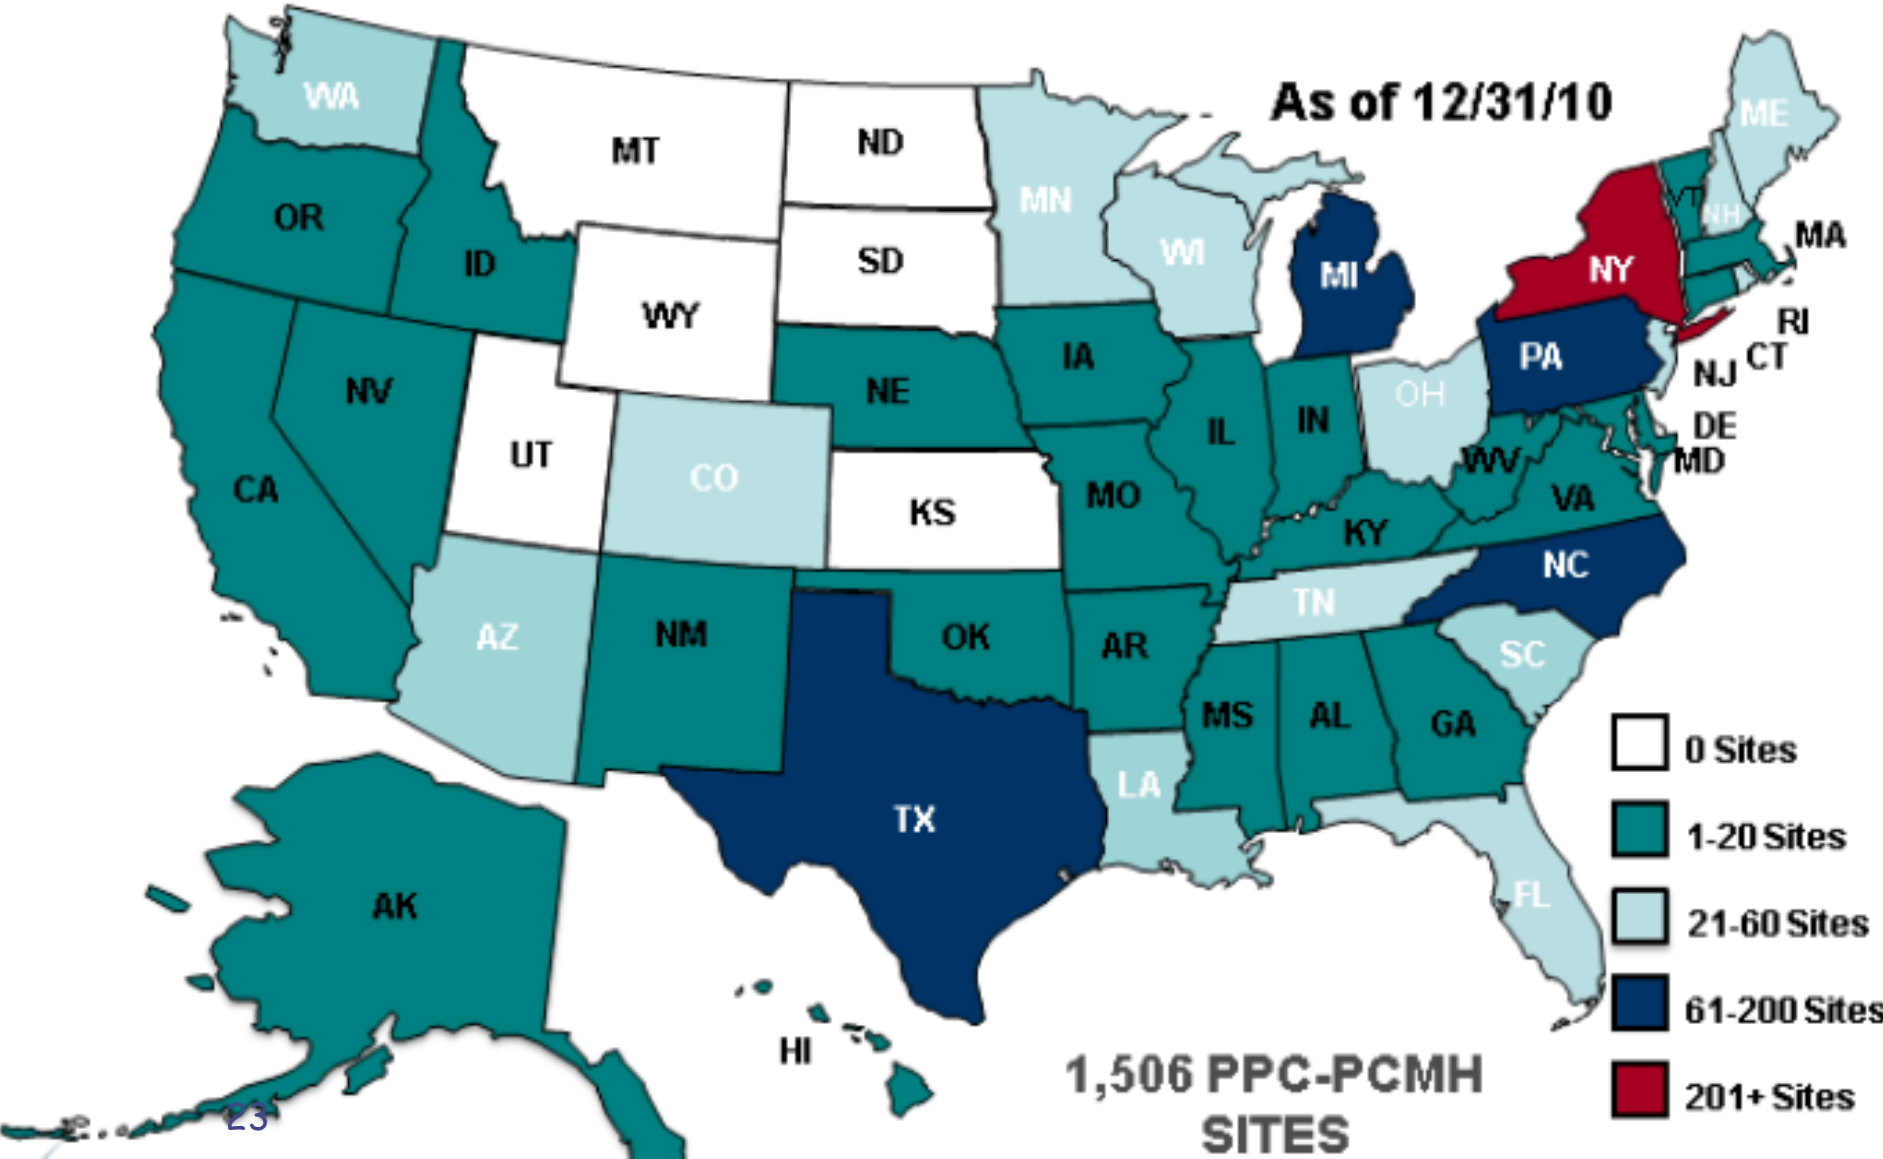 As of 12/31/10
WA
MT
ND
MN
ME
OR
ID
SD
WI
MI
NY
VT
NH
MA
WY
RI
NV
UT
NE
IA
PA
CT
NJ
CA
CO
KS
IL
IN
OH
DE
MD
WV
VA
MO
KY
NC
AZ
NM
OK
AR
TN
SC
MS
AL
GA
TX
LA
FL
AK
HI
0 Sites
1-20 Sites
21-60 Sites
61-200 Sites
201+ Sites
1,506 PPC-PCMH
SITES
23